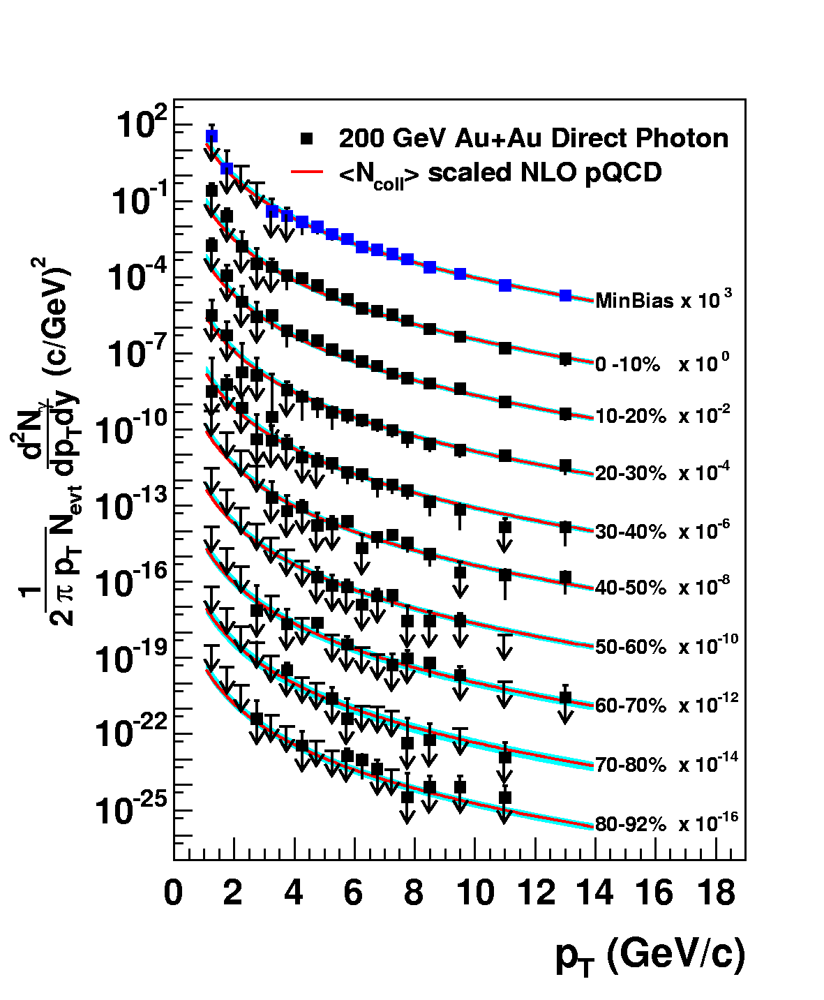 200 GeV Au+Au Direct Photon
<N_coll> scaled NLO pQCD
10^2
10^-1
10^-4
10^-7
10^-10
10^-13
10^-16
10^-19
10^-22
10^-25
1/(2 π p_T N_evt) d^2N_γ/(dp_T dy) (c/GeV)^2
MinBias x 10^3
0 -10% x 10^0
10-20% x 10^-2
20-30% x 10^-4
30-40% x 10^-6
40-50% x 10^-8
50-60% x 10^-10
60-70% x 10^-12
70-80% x 10^-14
80-92% x 10^-16
0 2 4 6 8 10 12 14 16 18
p_T (GeV/c)